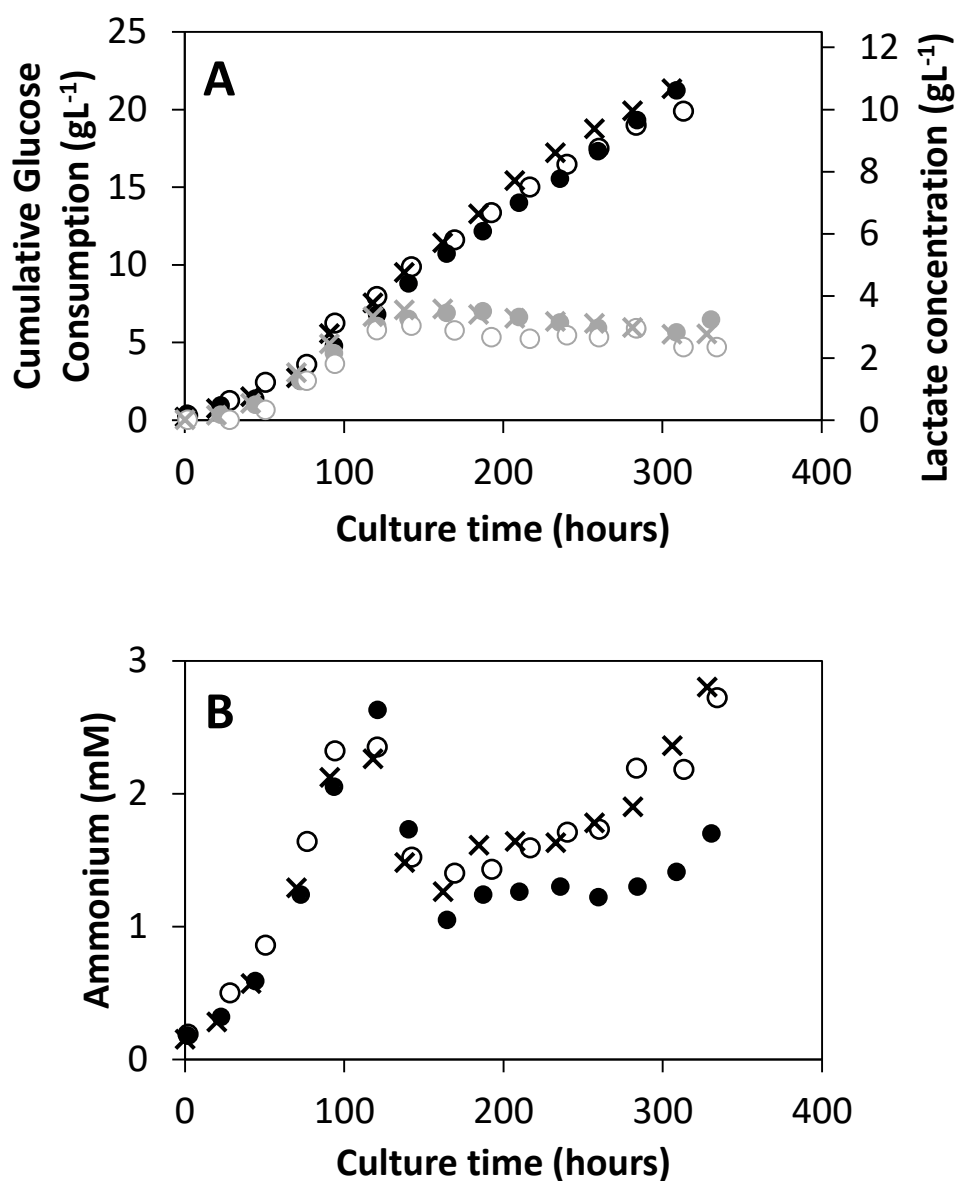 A
Cumulative Glucose
Consumption (gL-1)
25
20
15
10
5
0
12
10
8
6
4
2
0
Lactate concentration (gL-1)
0 100 200 300 400
Culture time (hours)
B
Ammonium (mM)
3
2
1
0
0 100 200 300 400
Culture time (hours)